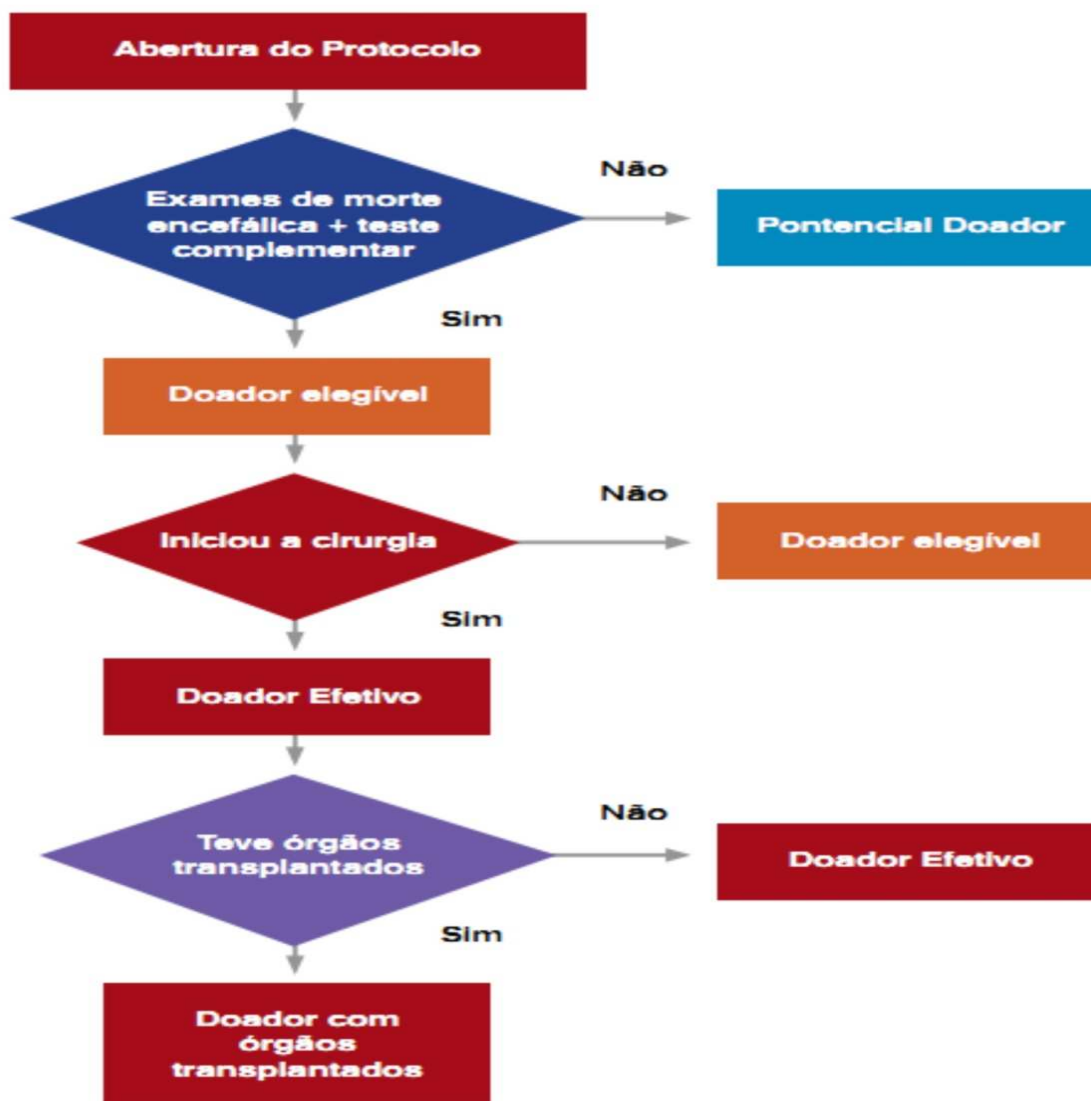 Abertura do Protocolo
Exames de morte
encefálica + teste
complementar
Não
Pontencial Doador
Sim
Doador elegível
Iniciou a cirurgia
Não
Doador elegível
Sim
Doador Efetivo
Teve órgãos
transplantados
Não
Doador Efetivo
Sim
Doador com
órgãos
transplantados